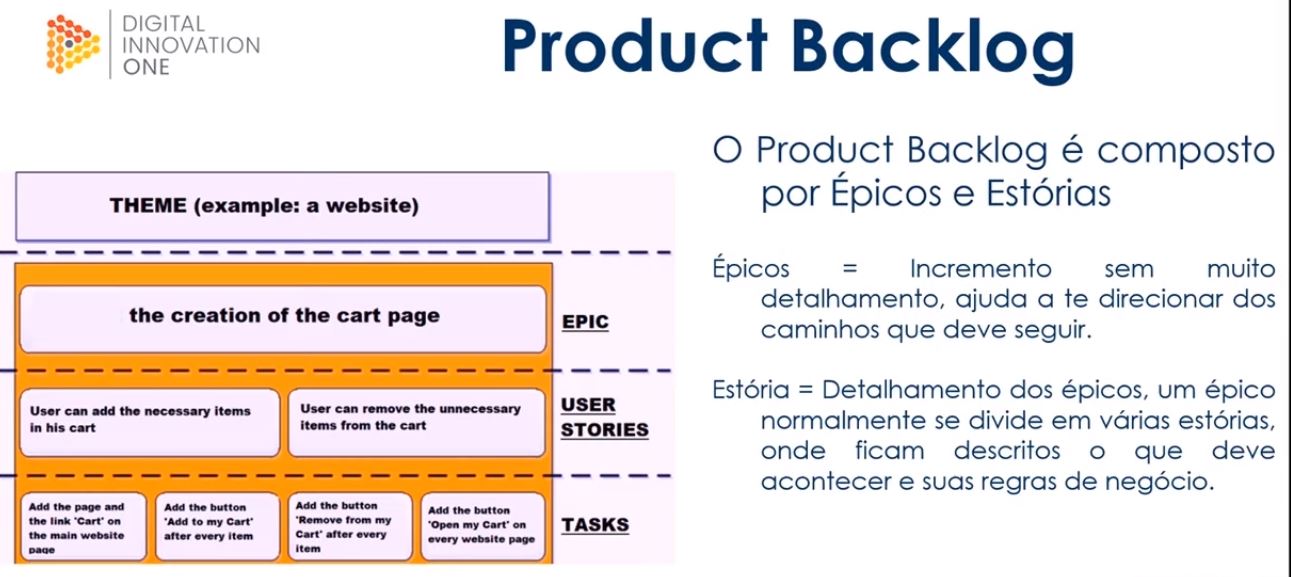 DIGITAL
INNOVATION
ONE
Product Backlog
THEME (example: a website)
the creation of the cart page
EPIC
User can add the necessary items
in his cart
User can remove the unnecessary
items from the cart
USER
STORIES
Add the page and
the link 'Cart' on
the main website
page
Add the button
'Add to my Cart'
after every item
Add the button
'Remove from my
Cart' after every
item
Add the button
'Open my Cart' on
every website page
TASKS
O Product Backlog é composto
por Épicos e Estórias
Épicos = Incremento sem muito
detalhamento, ajuda a te direcionar dos
caminhos que deve seguir.
Estória = Detalhamento dos épicos, um épico
normalmente se divide em várias estórias,
onde ficam descritos o que deve
acontecer e suas regras de negócio.